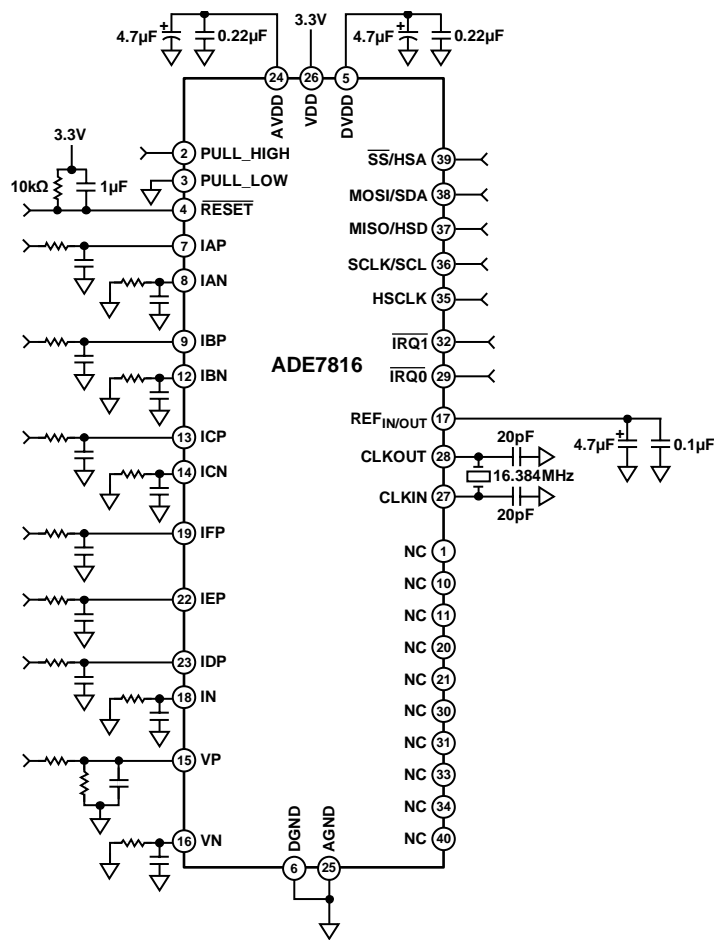 4.7µF
0.22µF
3.3V
4.7µF
0.22µF
24
26
5
AVDD
VDD
DVDD
3.3V
10kΩ
1µF
2 PULL_HIGH
3 PULL_LOW
4 RESET
7 IAP
8 IAN
9 IBP
12 IBN
13 ICP
14 ICN
19 IFP
22 IEP
23 IDP
18 IN
15 VP
16 VN
ADE7816
SS/HSA 39
MOSI/SDA 38
MISO/HSD 37
SCLK/SCL 36
HSCLK 35
IRQ1 32
IRQ0 29
REFIN/OUT 17
4.7µF
0.1µF
20pF
CLKOUT 28
16.384MHz
CLKIN 27
20pF
NC 1
NC 10
NC 11
NC 20
NC 21
NC 30
NC 31
NC 33
NC 34
NC 40
DGND
AGND
6
25